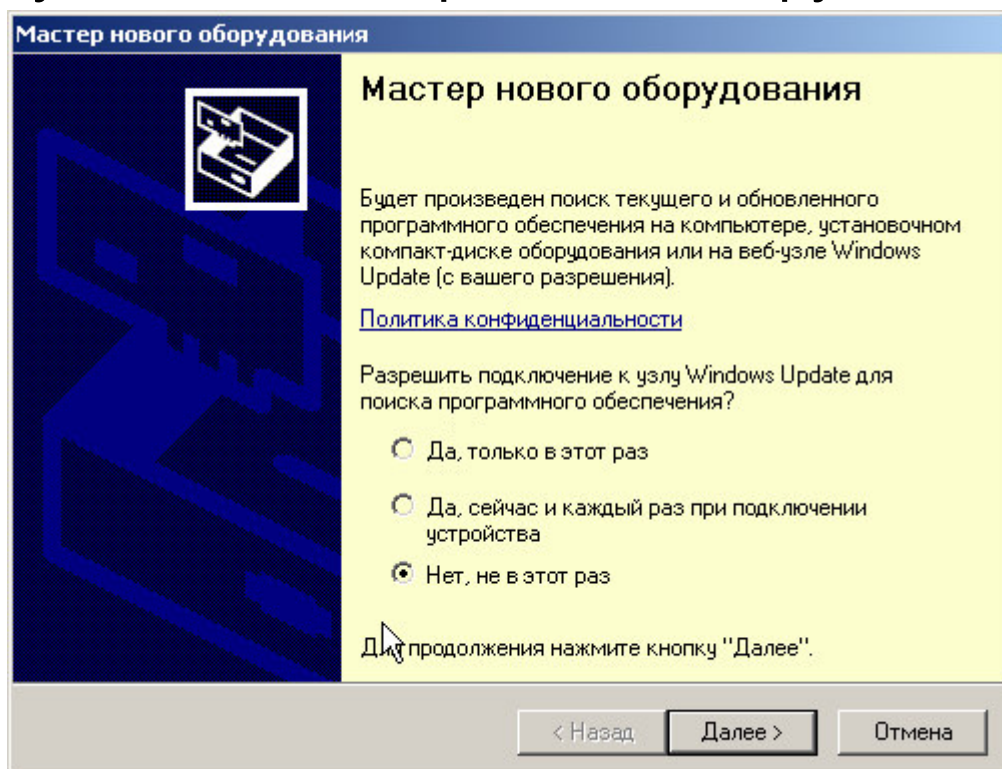 Мастер нового оборудования
Мастер нового оборудования
Будет произведен поиск текущего и обновленного
программного обеспечения на компьютере, установочном
компакт-диске оборудования или на веб-узле Windows
Update (с вашего разрешения).
Политика конфиденциальности
Разрешить подключение к узлу Windows Update для
поиска программного обеспечения?
Да, только в этот раз
Да, сейчас и каждый раз при подключении
устройства
Нет, не в этот раз
продолжения нажмите кнопку "Далее".
< Назад Далее > Отмена